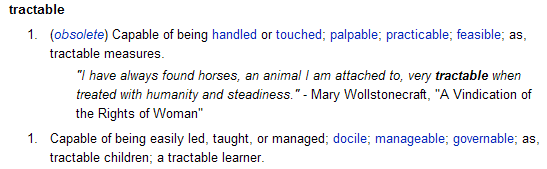 tractable
1. (obsolete) Capable of being handled or touched; palpable; practicable; feasible; as,
tractable measures.
"I have always found horses, an animal I am attached to, very tractable when
treated with humanity and steadiness." - Mary Wollstonecraft, "A Vindication of
the Rights of Woman"
1. Capable of being easily led, taught, or managed; docile; manageable; governable; as,
tractable children; a tractable learner.